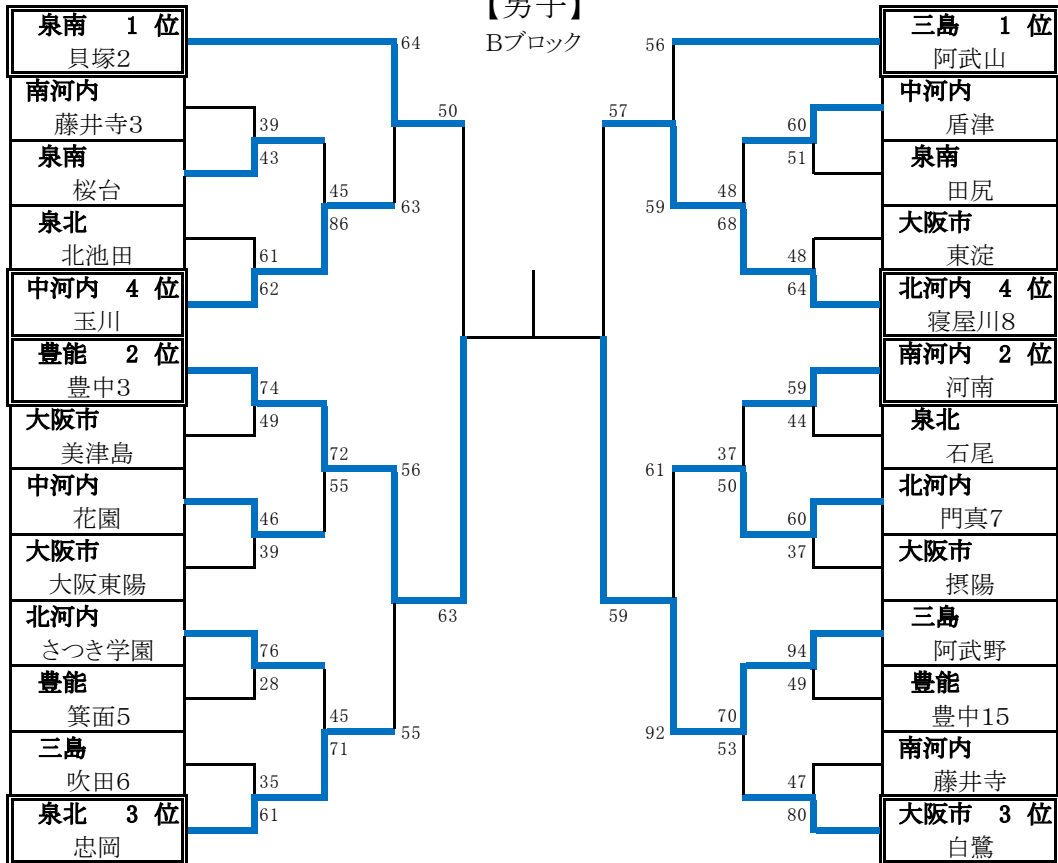 【男子】
Bブロック
泉南 1 位
貝塚2
南河内
藤井寺3
泉南
桜台
泉北
北池田
中河内 4 位
玉川
豊能 2 位
豊中3
大阪市
美津島
中河内
花園
大阪市
大阪東陽
北河内
さつき学園
豊能
箕面5
三島
吹田6
泉北 3 位
忠岡
39
43
61
62
74
49
46
39
76
28
35
61
45
86
72
55
45
71
64
63
56
55
50
63
57
59
56
59
61
92
48
68
37
50
70
53
60
51
48
64
59
44
60
37
94
49
47
80
三島 1 位
阿武山
中河内
盾津
泉南
田尻
大阪市
東淀
北河内 4 位
寝屋川8
南河内 2 位
河南
泉北
石尾
北河内
門真7
大阪市
摂陽
三島
阿武野
豊能
豊中15
南河内
藤井寺
大阪市 3 位
白鷺